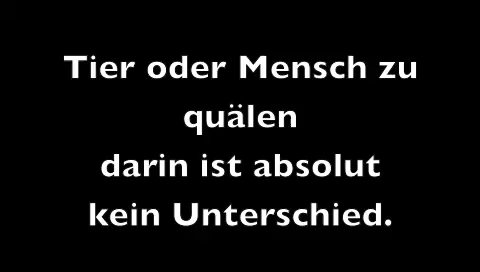 Tier oder Mensch zu
quälen
darin ist absolut
kein Unterschied.